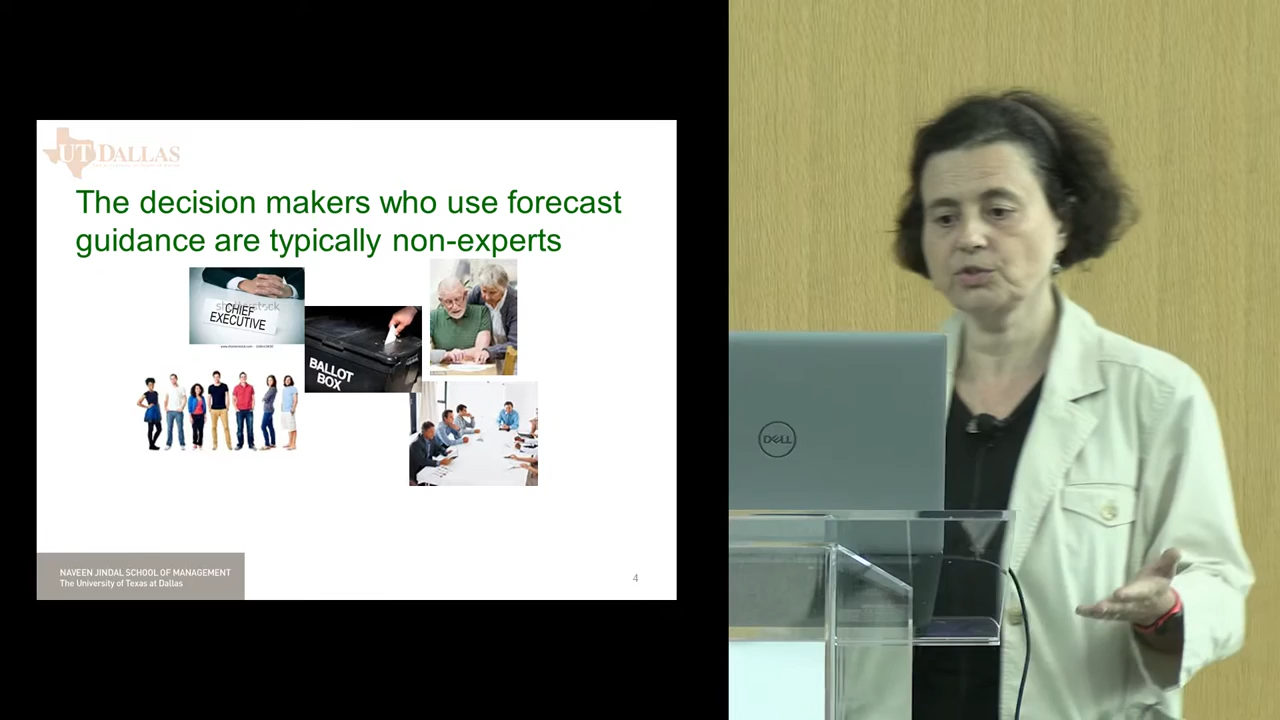 UT DALLAS
The decision makers who use forecast
guidance are typically non-experts
shutterstock
CHIEF
EXECUTIVE
BALLOT
BOX
DELL
NAVEEN JINDAL SCHOOL OF MANAGEMENT
The University of Texas at Dallas
4